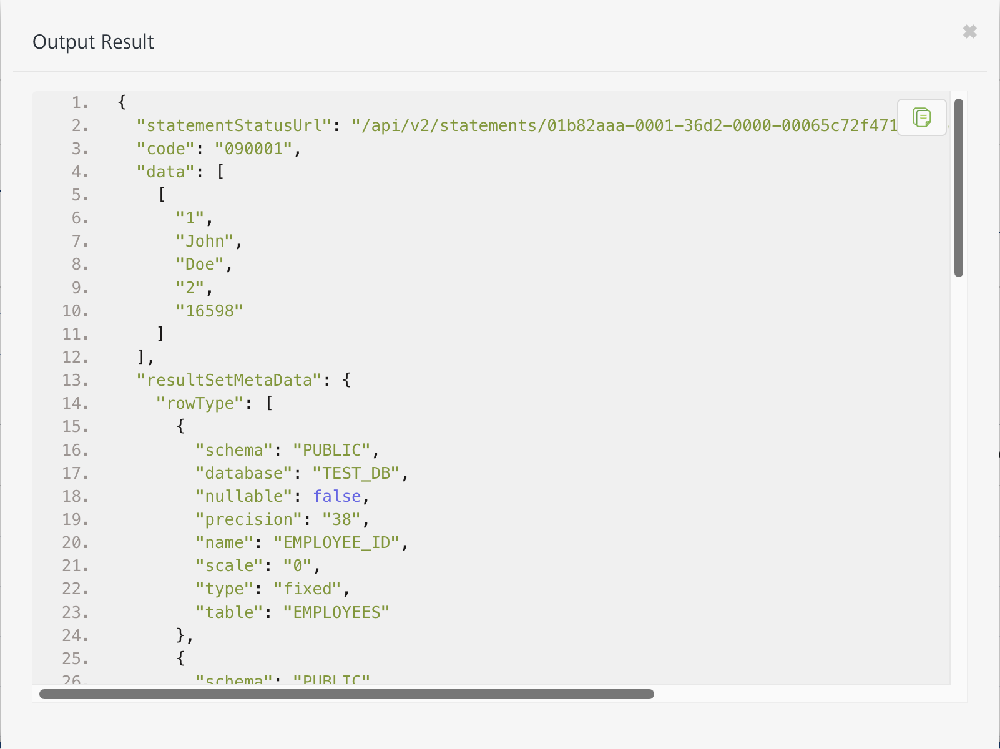 Output Result
1. {
2. "statementStatusUrl": "/api/v2/statements/01b82aaa-0001-36d2-0000-00065c72f471
3. "code": "090001",
4. "data": [
5. [
6. "1",
7. "John",
8. "Doe",
9. "2",
10. "16598"
11. ]
12. ],
13. "resultSetMetaData": {
14. "rowType": [
15. {
16. "schema": "PUBLIC",
17. "database": "TEST_DB",
18. "nullable": false,
19. "precision": "38",
20. "name": "EMPLOYEE_ID",
21. "scale": "0",
22. "type": "fixed",
23. "table": "EMPLOYEES"
24. },
25. {
26. "schema": "PUBLIC"